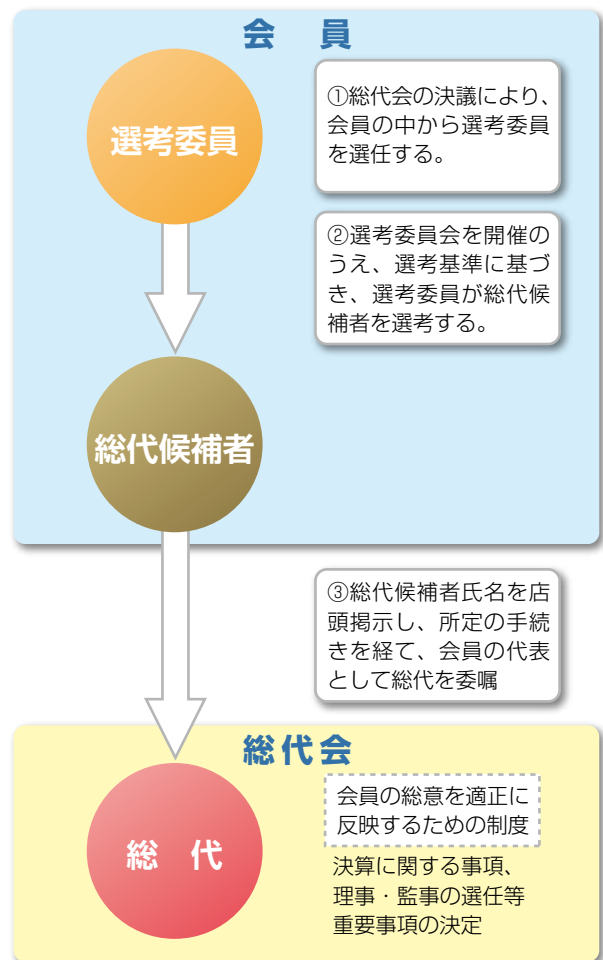 会 員
選考委員
①総代会の決議により、
会員の中から選考委員
を選任する。
②選考委員会を開催の
うえ、選考基準に基づ
き、選考委員が総代候
補者を選考する。
総代候補者
③総代候補者氏名を店
頭掲示し、所定の手続
きを経て、会員の代表
として総代を委嘱
総代会
総 代
会員の総意を適正に
反映するための制度
決算に関する事項、
理事・監事の選任等
重要事項の決定